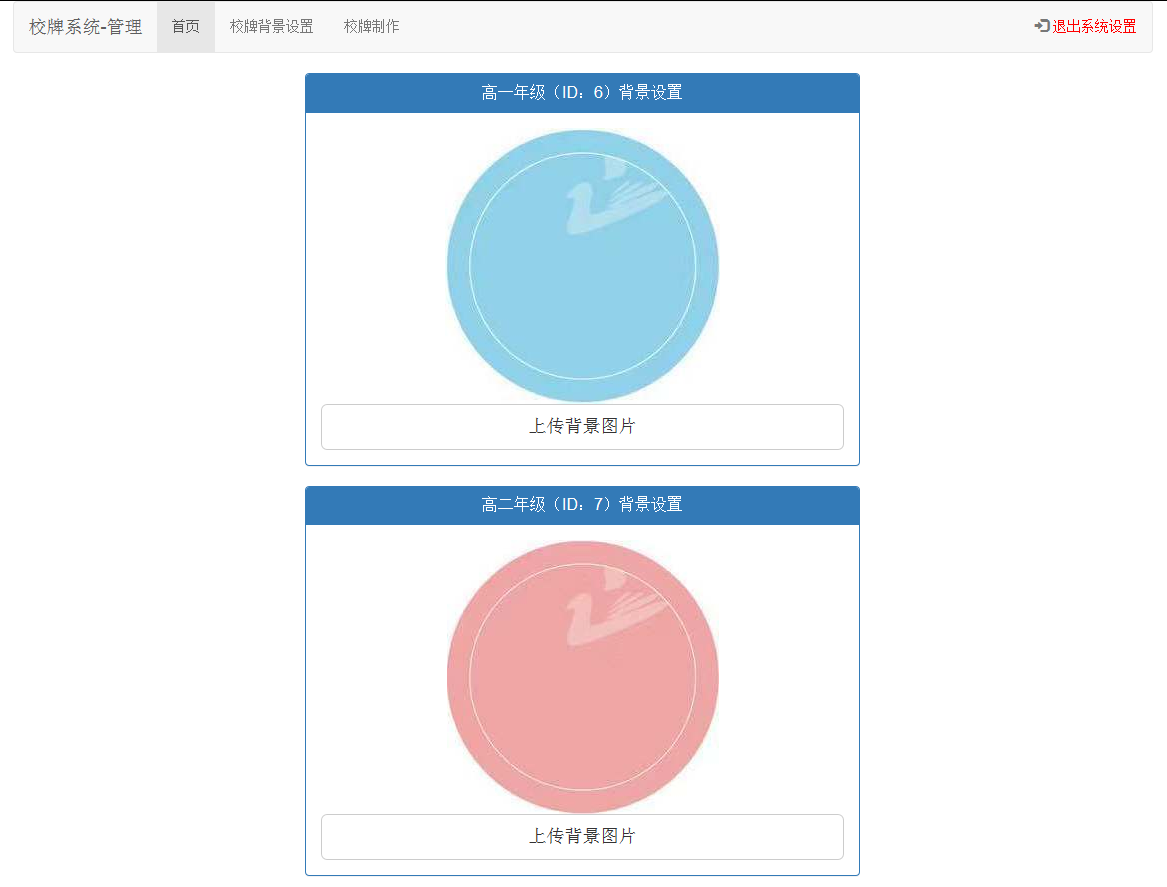 校牌系统-管理 首页 校牌背景设置 校牌制作 退出系统设置
高一年级（ID：6）背景设置
上传背景图片
高二年级（ID：7）背景设置
上传背景图片